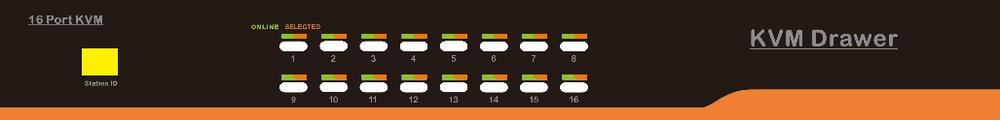 16 Port KVM
ONLINE SELECTED
KVM Drawer
1 2 3 4 5 6 7 8
Station ID
9 10 11 12 13 14 15 16